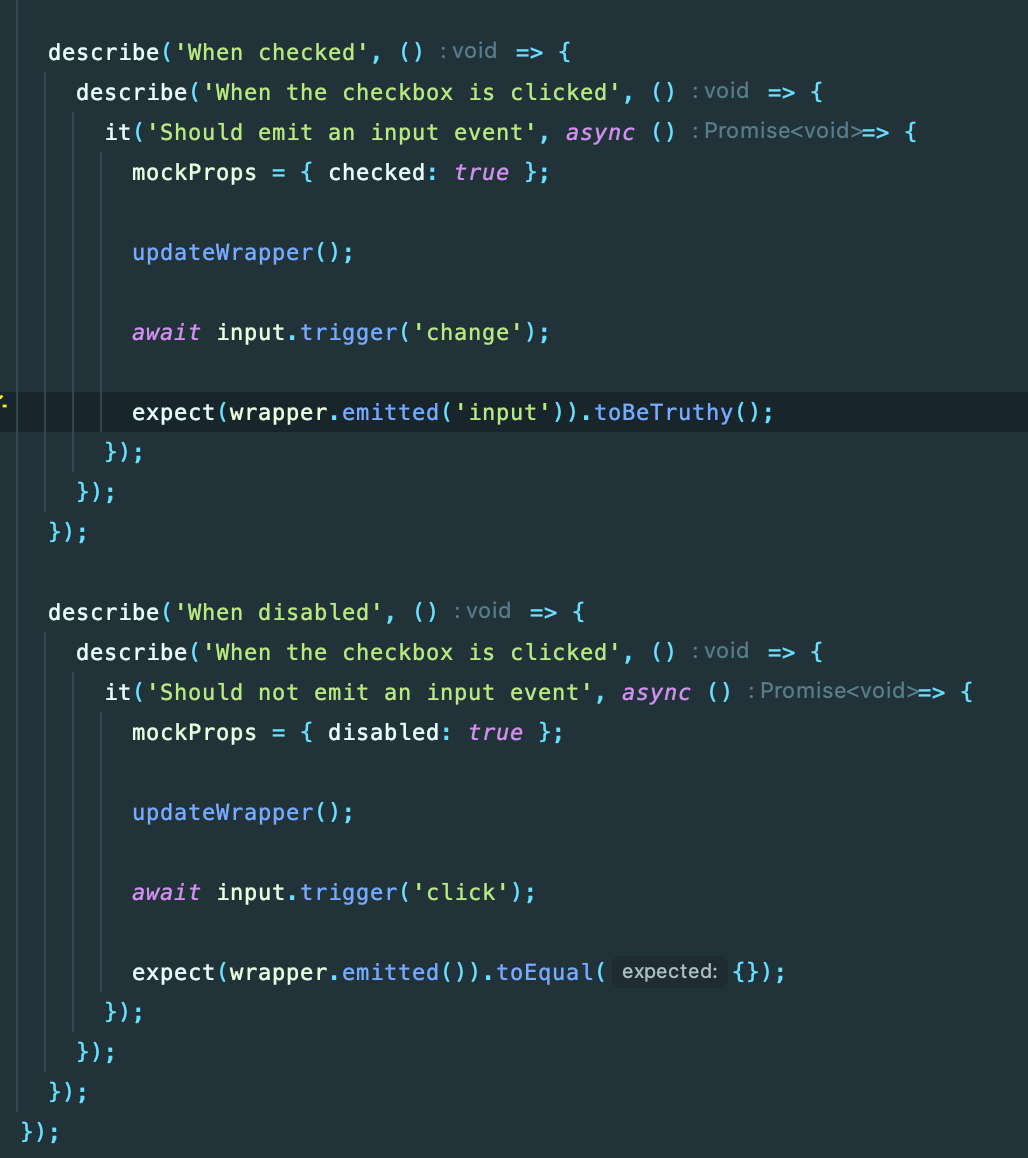 describe('When checked', () :void => {
describe('When the checkbox is clicked', () :void => {
it('Should emit an input event', async () :Promise<void>=> {
mockProps = { checked: true };
updateWrapper();
await input.trigger('change');
expect(wrapper.emitted('input')).toBeTruthy();
});
});
});
describe('When disabled', () :void => {
describe('When the checkbox is clicked', () :void => {
it('Should not emit an input event', async () :Promise<void>=> {
mockProps = { disabled: true };
updateWrapper();
await input.trigger('click');
expect(wrapper.emitted()).toEqual( expected: {});
});
});
});
});